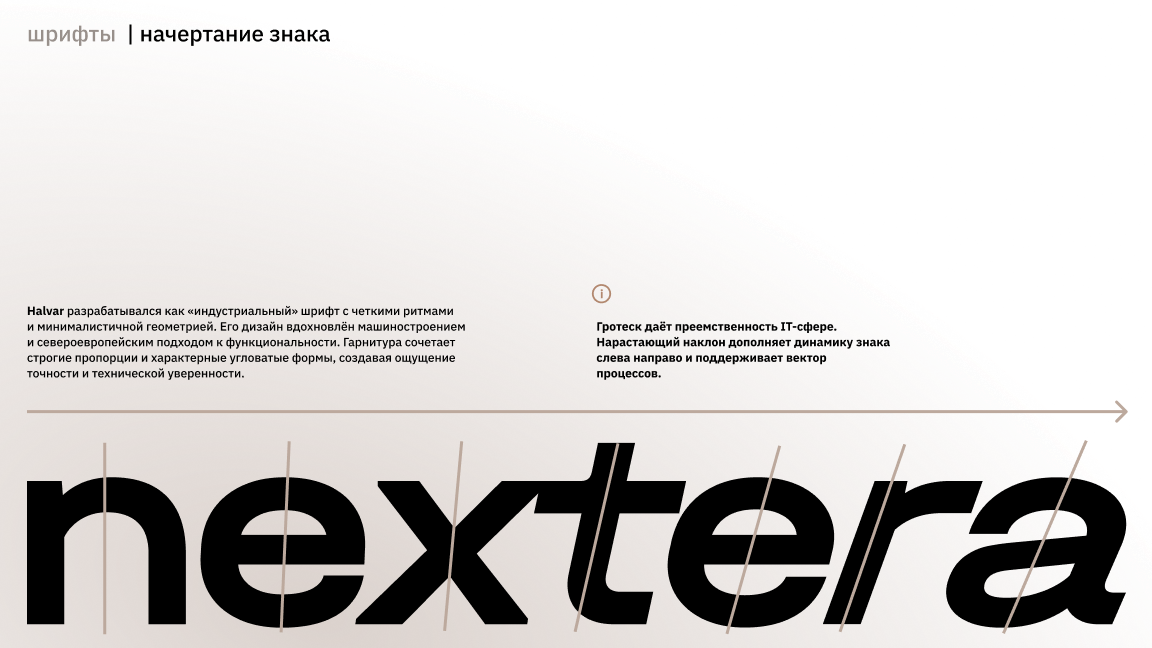 шрифты | начертание знака
Halvar разрабатывался как «индустриальный» шрифт с четкими ритмами
и минималистичной геометрией. Его дизайн вдохновлён машиностроением
и североевропейским подходом к функциональности. Гарнитура сочетает
строгие пропорции и характерные угловатые формы, создавая ощущение
точности и технической уверенности.
i
Гротеск даёт преемственность IT-сфере.
Нарастающий наклон дополняет динамику знака
слева направо и поддерживает вектор
процессов.
nextera